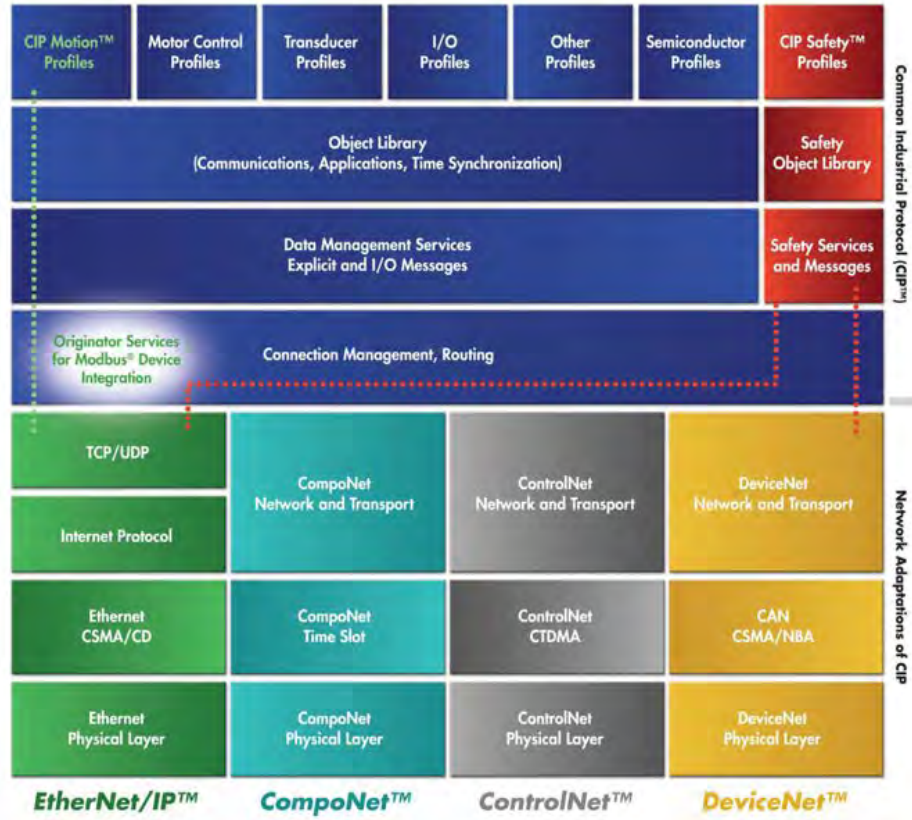 CIP Motion™
Profiles
Motor Control
Profiles
Transducer
Profiles
I/O
Profiles
Other
Profiles
Semiconductor
Profiles
CIP Safety™
Profiles
Object Library
(Communications, Applications, Time Synchronization)
Safety
Object Library
Data Management Services
Explicit and I/O Messages
Safety Services
and Messages
Originator Services
for Modbus® Device
Integration
Connection Management, Routing
Common Industrial Protocol (CIP™)
TCP/UDP
Internet Protocol
CompoNet
Network and Transport
ControlNet
Network and Transport
DeviceNet
Network and Transport
Ethernet
CSMA/CD
CompoNet
Time Slot
ControlNet
CTDMA
CAN
CSMA/NBA
Ethernet
Physical Layer
CompoNet
Physical Layer
ControlNet
Physical Layer
DeviceNet
Physical Layer
Network Adaptations of CIP
EtherNet/IP™
CompoNet™
ControlNet™
DeviceNet™